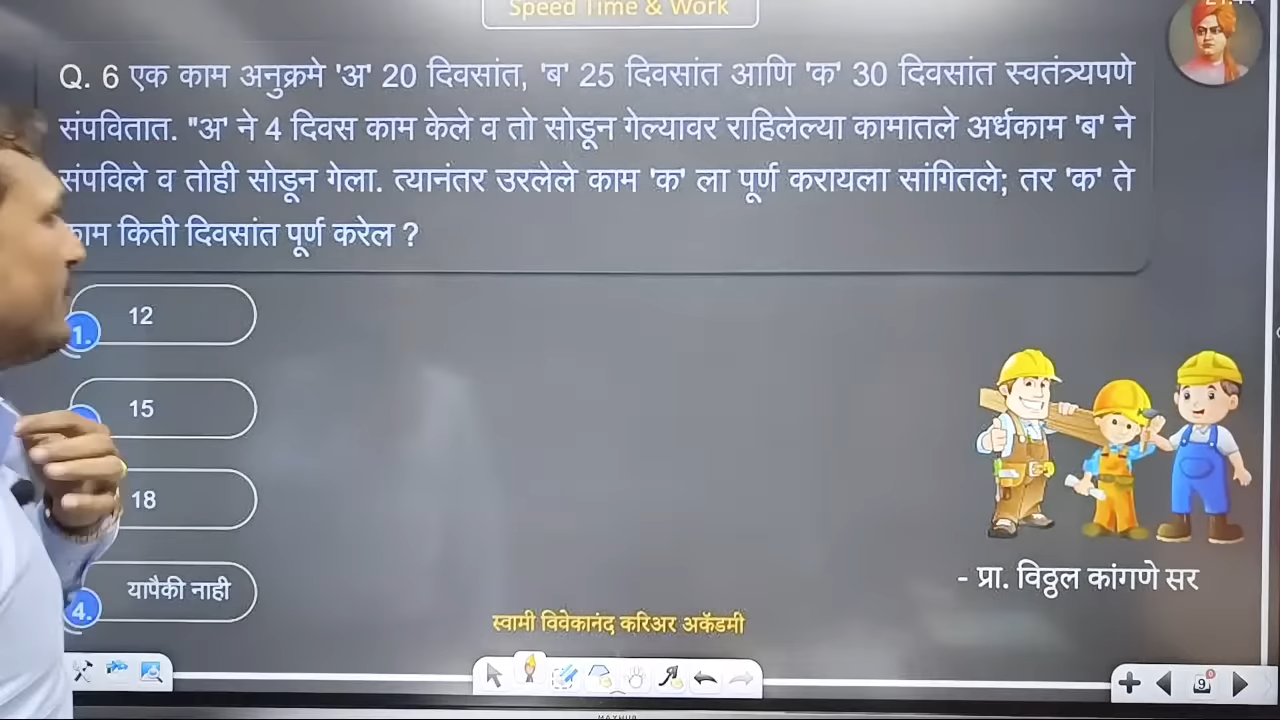 Speed Time & Work
Q. 6 एक काम अनुक्रमे 'अ' 20 दिवसांत, 'ब' 25 दिवसांत आणि 'क' 30 दिवसांत स्वतंत्र्यपणे
संपवितात. "अ' ने 4 दिवस काम केले व तो सोडून गेल्यावर राहिलेल्या कामातले अर्धकाम 'ब' ने
संपविले व तोही सोडून गेला. त्यानंतर उरलेले काम 'क' ला पूर्ण करायला सांगितले; तर 'क' ते
काम किती दिवसांत पूर्ण करेल ?
1. 12
15
18
4. यापैकी नाही
- प्रा. विठ्ठल कांगणे सर
स्वामी विवेकानंद करिअर अकॅडमी
9
MAXHUB